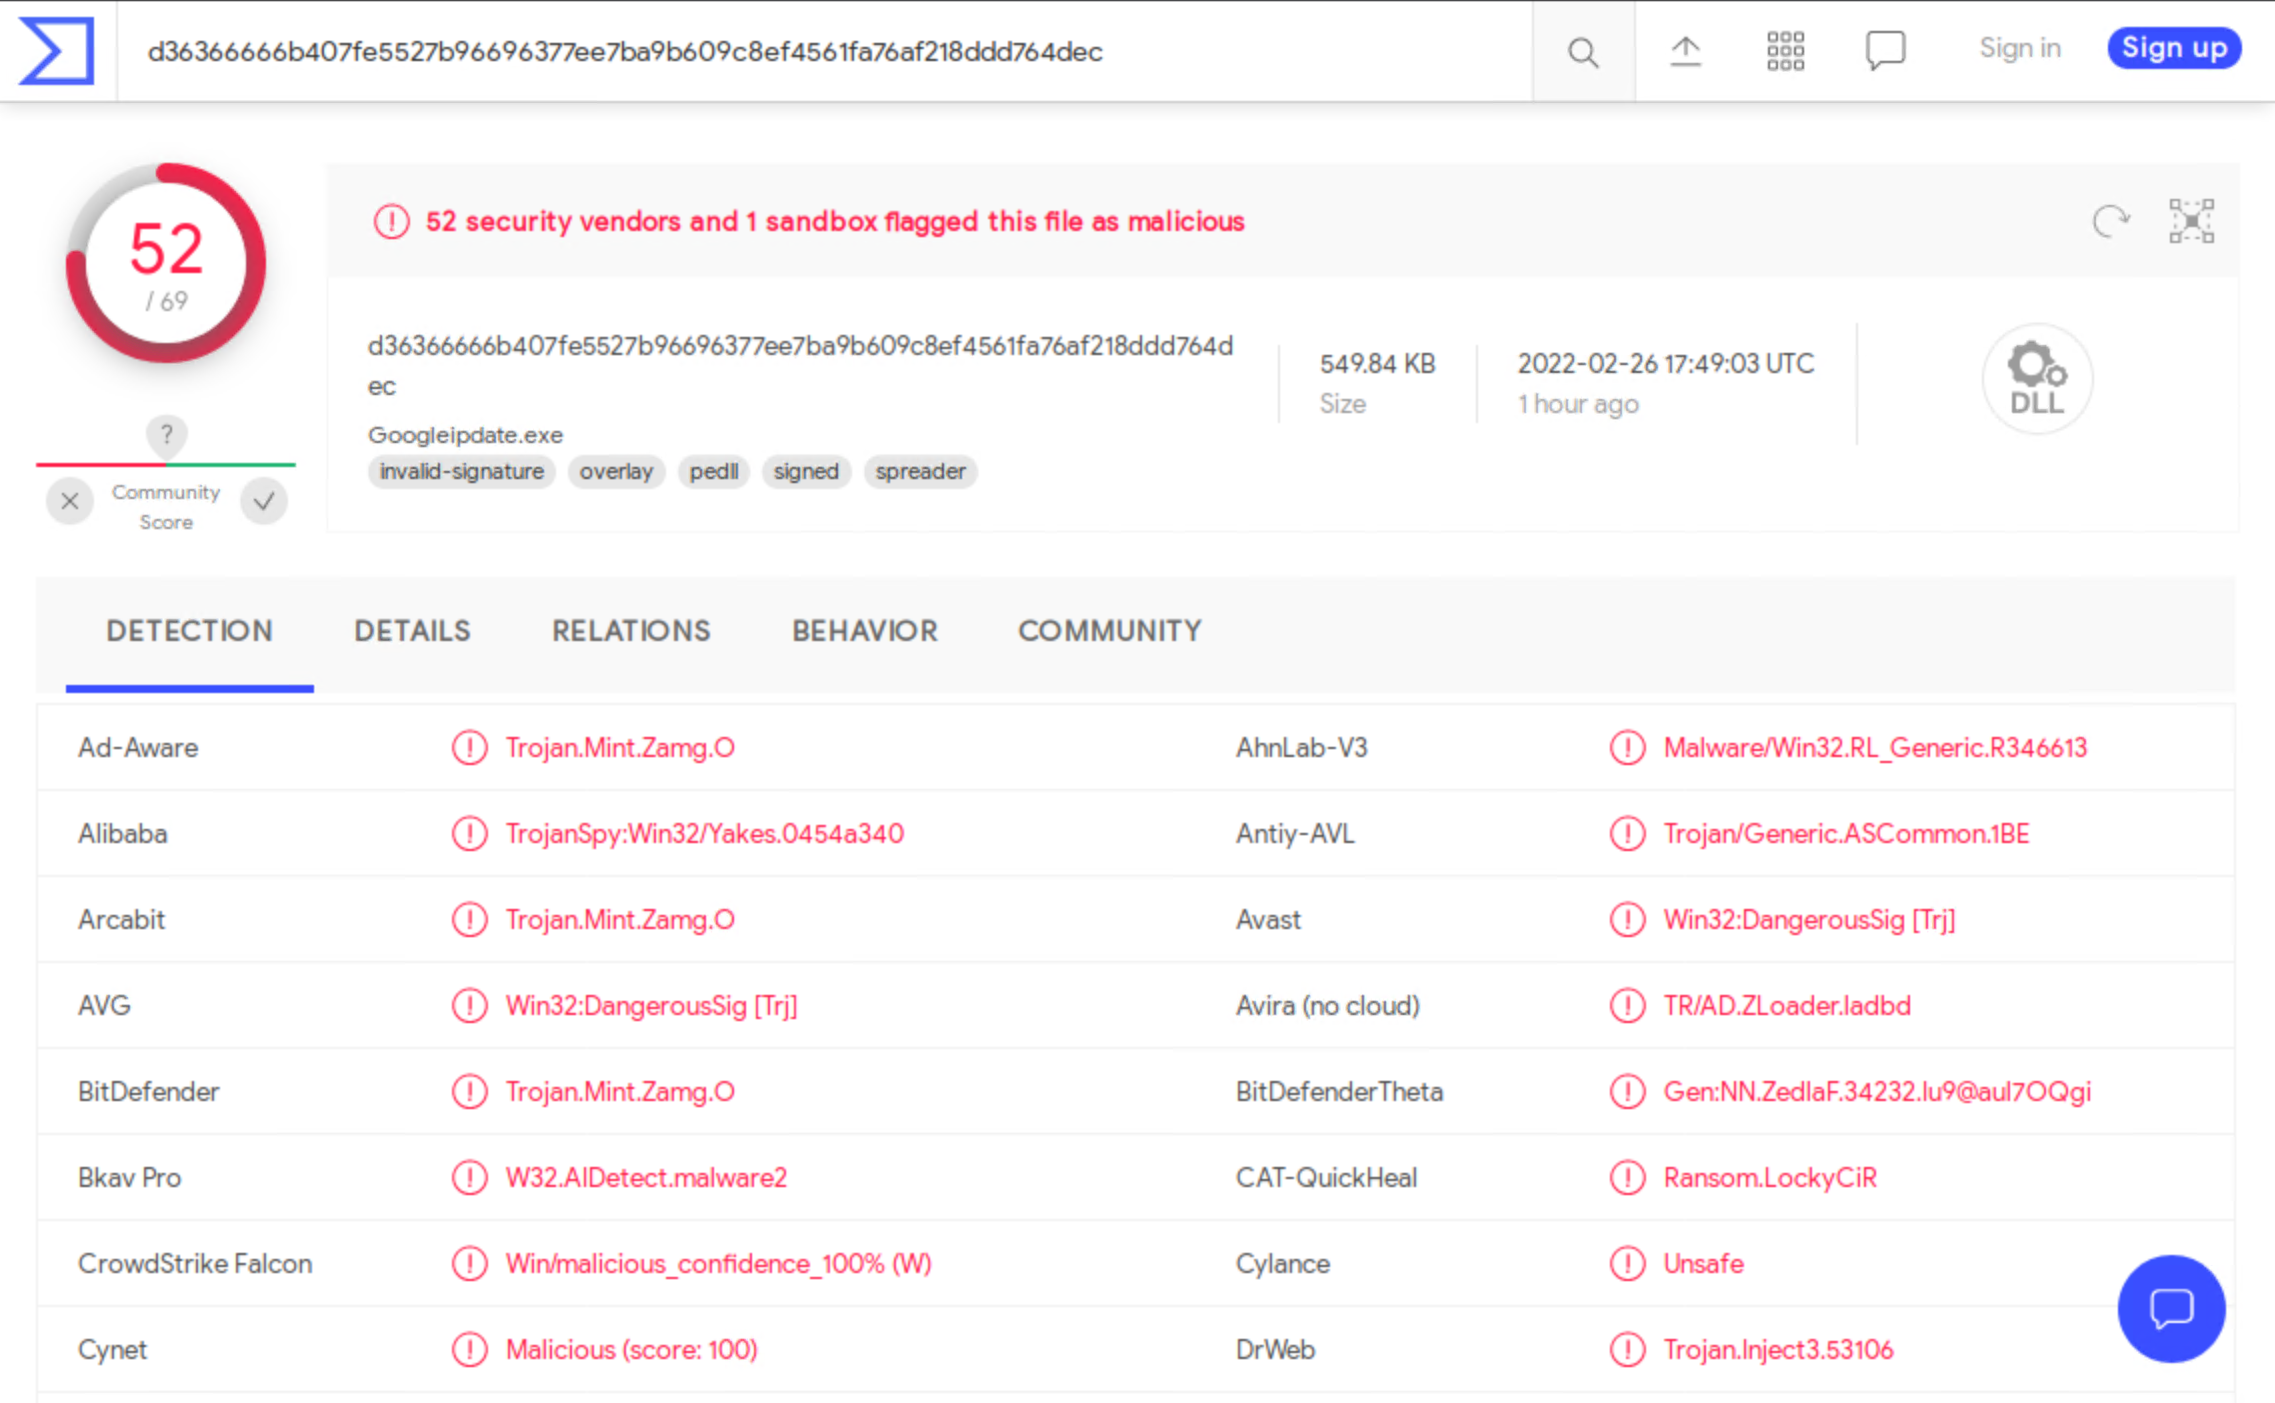 d36366666b407fe5527b96696377ee7ba9b609c8ef4561fa76af218ddd764dec
Sign in
Sign up
52
/ 69
?
Community
Score
52 security vendors and 1 sandbox flagged this file as malicious
d36366666b407fe5527b96696377ee7ba9b609c8ef4561fa76af218ddd764d
ec
Googleipdate.exe
invalid-signature overlay pedll signed spreader
549.84 KB
Size
2022-02-26 17:49:03 UTC
1 hour ago
DLL
DETECTION DETAILS RELATIONS BEHAVIOR COMMUNITY
Ad-Aware Trojan.Mint.Zamg.O AhnLab-V3 Malware/Win32.RL_Generic.R346613
Alibaba TrojanSpy:Win32/Yakes.0454a340 Antiy-AVL Trojan/Generic.ASCommon.1BE
Arcabit Trojan.Mint.Zamg.O Avast Win32:DangerousSig [Trj]
AVG Win32:DangerousSig [Trj] Avira (no cloud) TR/AD.ZLoader.ladbd
BitDefender Trojan.Mint.Zamg.O BitDefenderTheta Gen:NN.ZedlaF.34232.lu9@aul7OQgi
Bkav Pro W32.AIDetect.malware2 CAT-QuickHeal Ransom.LockyCiR
CrowdStrike Falcon Win/malicious_confidence_100% (W) Cylance Unsafe
Cynet Malicious (score: 100) DrWeb Trojan.Inject3.53106